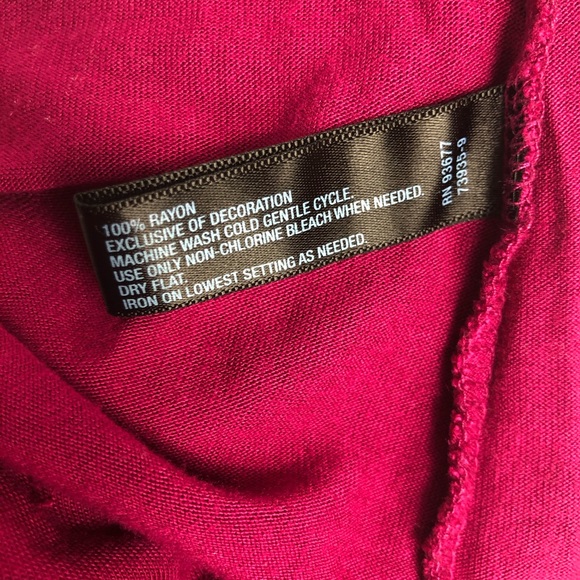 100% RAYON
EXCLUSIVE OF DECORATION
MACHINE WASH COLD GENTLE CYCLE.
USE ONLY NON-CHLORINE BLEACH WHEN NEEDED.
DRY FLAT.
IRON ON LOWEST SETTING AS NEEDED.
RN 93677
73935-9